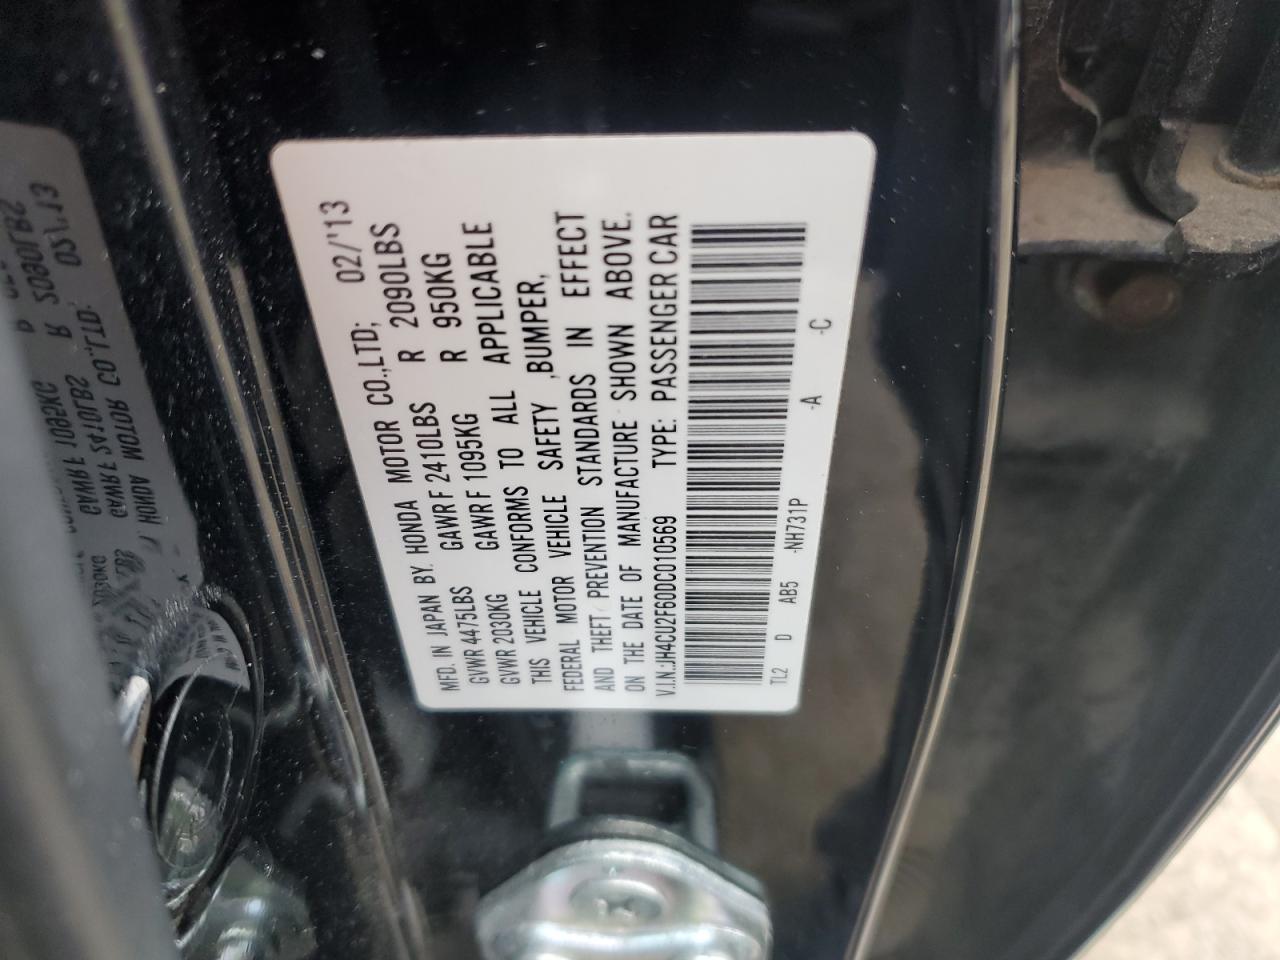 MFD. IN JAPAN BY HONDA MOTOR CO.,LTD; 02/'13
GVWR 4475LBS GAWR F 2410LBS R 2090LBS
GVWR 2030KG GAWR F 1095KG R 950KG
THIS VEHICLE CONFORMS TO ALL APPLICABLE
FEDERAL MOTOR VEHICLE SAFETY ,BUMPER,
AND THEFT PREVENTION STANDARDS IN EFFECT
ON THE DATE OF MANUFACTURE SHOWN ABOVE.
V.I.N.:JH4CU2F60DC010569 TYPE: PASSENGER CAR
TL2 D AB5 -NH731P -A -C